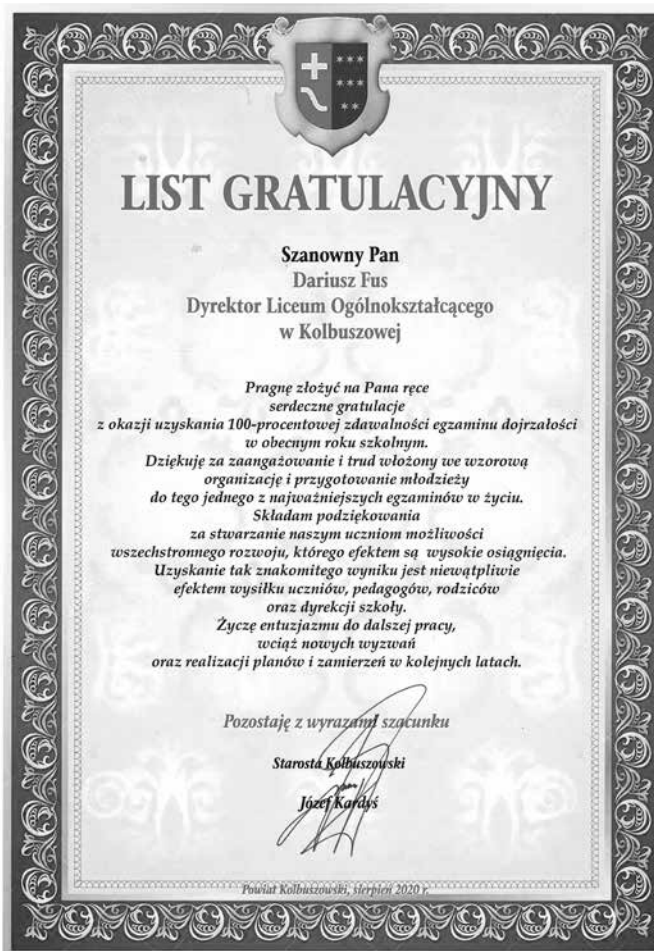 LIST GRATULACYJNY
Szanowny Pan
Dariusz Fus
Dyrektor Liceum Ogólnokształcącego
w Kolbuszowej
Pragnę złożyć na Pana ręce
serdeczne gratulacje
z okazji uzyskania 100-procentowej zdawalności egzaminu dojrzałości
w obecnym roku szkolnym.
Dziękuję za zaangażowanie i trud włożony we wzorową
organizację i przygotowanie młodzieży
do tego jednego z najważniejszych egzaminów w życiu.
Składam podziękowania
za stwarzanie naszym uczniom możliwości
wszechstronnego rozwoju, którego efektem są wysokie osiągnięcia.
Uzyskanie tak znakomitego wyniku jest niewątpliwie
efektem wysiłku uczniów, pedagogów, rodziców
oraz dyrekcji szkoły.
Życzę entuzjazmu do dalszej pracy,
wciąż nowych wyzwań
oraz realizacji planów i zamierzeń w kolejnych latach.
Pozostaję z wyrazami szacunku
Starosta Kolbuszowski
Józef Kardyś
Powiat Kolbuszowski, sierpień 2020 r.